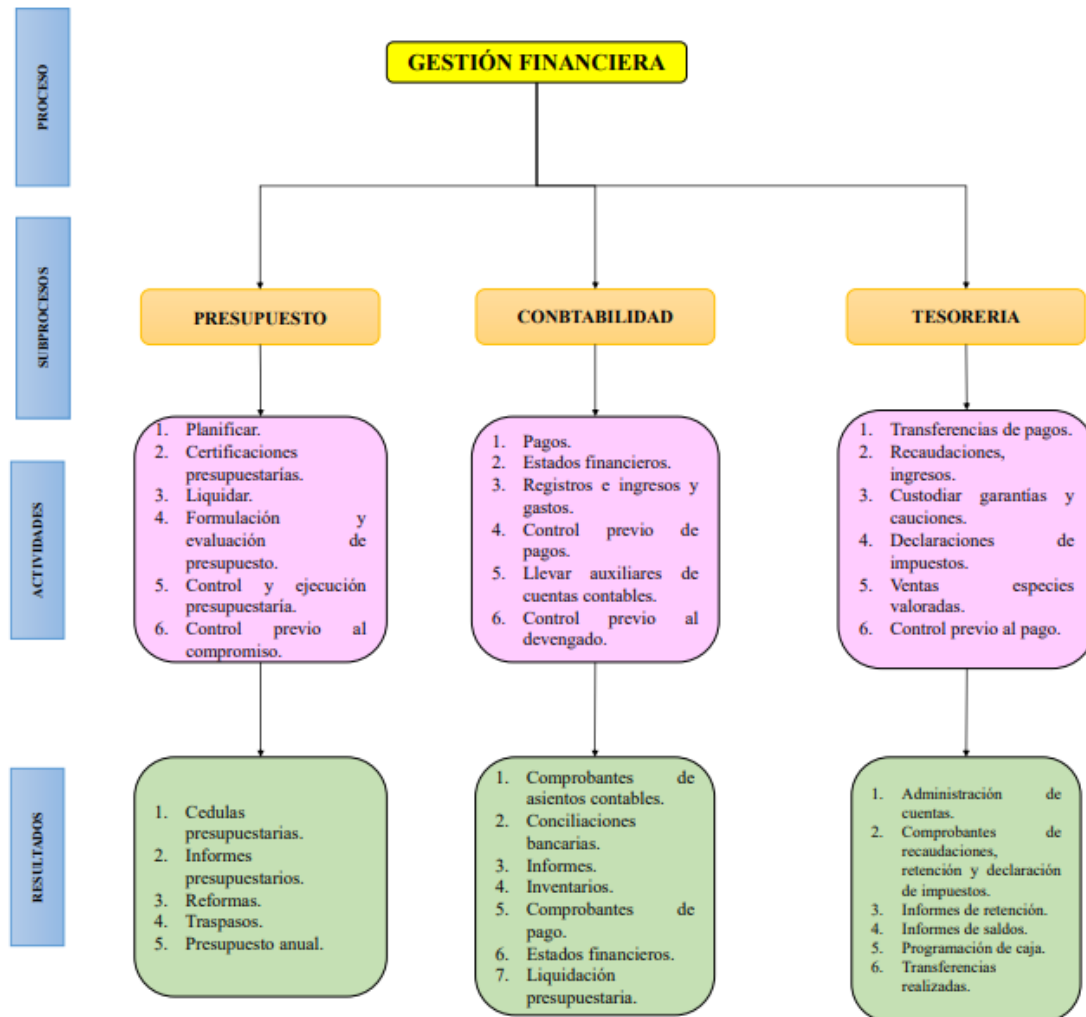 PROCESO
GESTIÓN FINANCIERA
SUBPROCESOS
PRESUPUESTO
CONBTABILIDAD
TESORERIA
ACTIVIDADES
1. Planificar.
2. Certificaciones
presupuestarías.
3. Liquidar.
4. Formulación y
evaluación de
presupuesto.
5. Control y ejecución
presupuestaría.
6. Control previo al
compromiso.
1. Pagos.
2. Estados financieros.
3. Registros e ingresos y
gastos.
4. Control previo de
pagos.
5. Llevar auxiliares de
cuentas contables.
6. Control previo al
devengado.
1. Transferencias de pagos.
2. Recaudaciones,
ingresos.
3. Custodiar garantías y
cauciones.
4. Declaraciones de
impuestos.
5. Ventas especies
valoradas.
6. Control previo al pago.
RESULTADOS
1. Cedulas
presupuestarias.
2. Informes
presupuestarios.
3. Reformas.
4. Traspasos.
5. Presupuesto anual.
1. Comprobantes de
asientos contables.
2. Conciliaciones
bancarias.
3. Informes.
4. Inventarios.
5. Comprobantes de
pago.
6. Estados financieros.
7. Liquidación
presupuestaria.
1. Administración de
cuentas.
2. Comprobantes de
recaudaciones,
retención y declaración
de impuestos.
3. Informes de retención.
4. Informes de saldos.
5. Programación de caja.
6. Transferencias
realizadas.